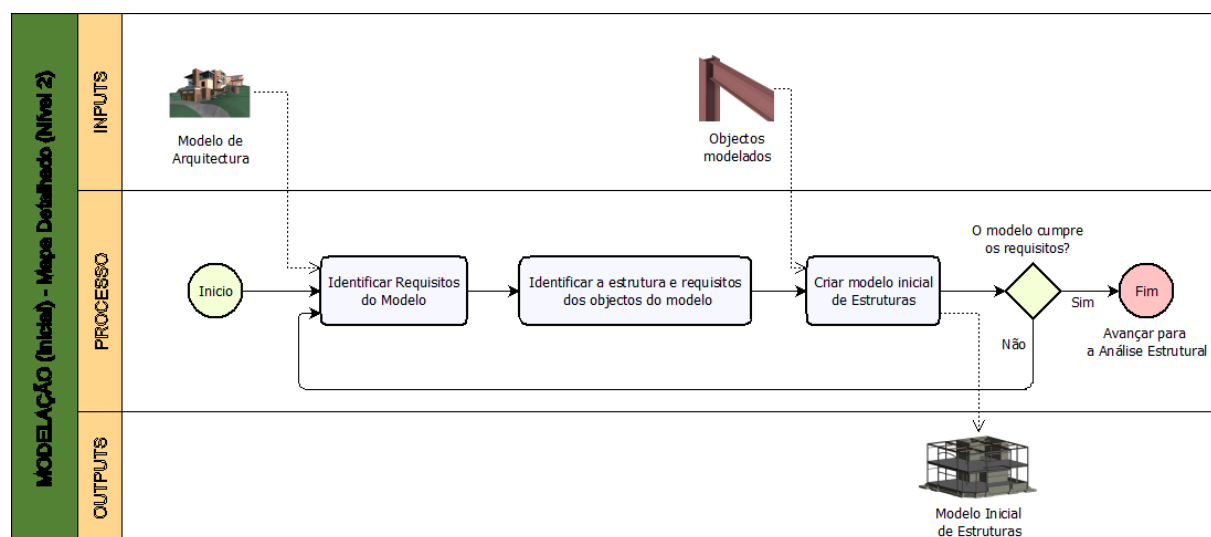 MODELAÇÃO (Inicial) - Mapa Detalhado (Nível 2)
INPUTS
Modelo de
Arquitectura
Objectos
modelados
PROCESSO
Inicio
Identificar Requisitos
do Modelo
Identificar a estrutura e requisitos
dos objectos do modelo
Criar modelo inicial
de Estruturas
O modelo cumpre
os requisitos?
Sim
Não
Fim
Avançar para
a Análise Estrutural
OUTPUTS
Modelo Inicial
de Estruturas